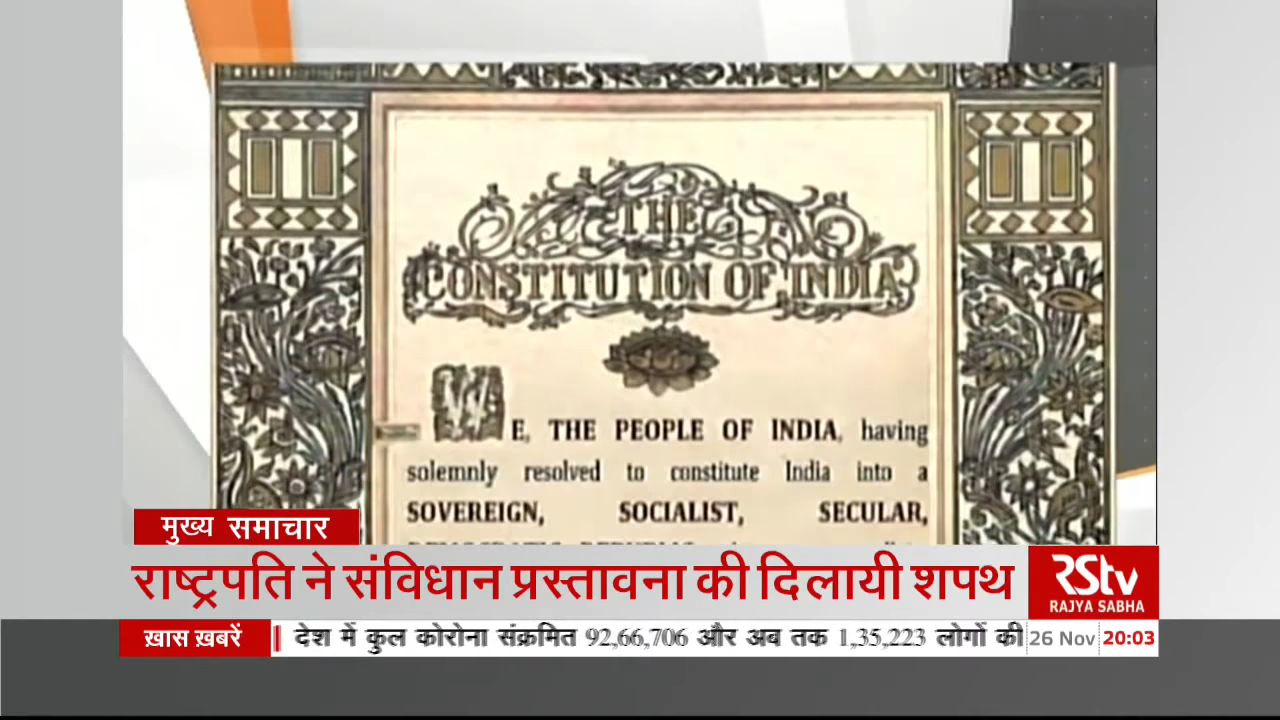 THE
CONSTITUTION OF INDIA
WE, THE PEOPLE OF INDIA, having
solemnly resolved to constitute India into a
SOVEREIGN, SOCIALIST, SECULAR,
मुख्य समाचार
राष्ट्रपति ने संविधान प्रस्तावना की दिलायी शपथ
RStv
RAJYA SABHA
ख़ास ख़बरें
देश में कुल कोरोना संक्रमित 92,66,706 और अब तक 1,35,223 लोगों की
26 Nov 20:03